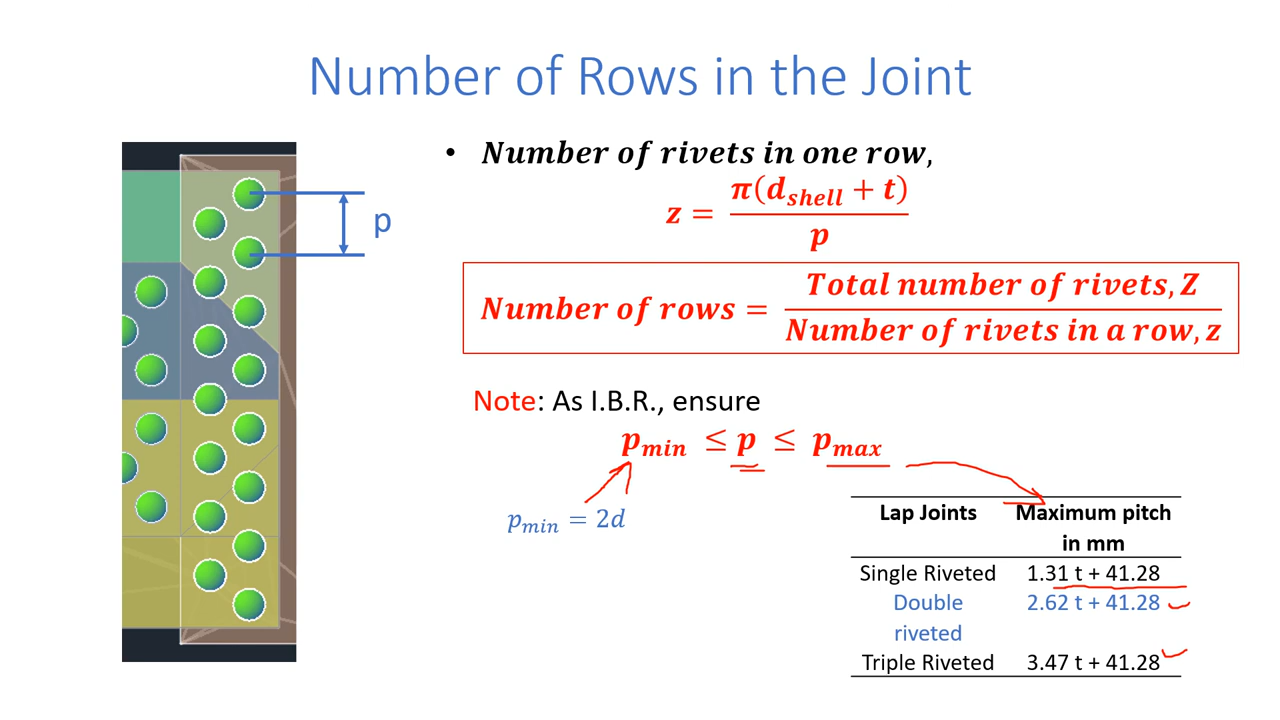 Number of Rows in the Joint
• Number of rivets in one row,
z = π(d_shell + t) / p
p
Number of rows = Total number of rivets, Z / Number of rivets in a row, z
Note: As I.B.R., ensure
p_min ≤ p ≤ p_max
p_min = 2d
Lap Joints Maximum pitch
in mm
Single Riveted 1.31 t + 41.28
Double 2.62 t + 41.28
riveted
Triple Riveted 3.47 t + 41.28